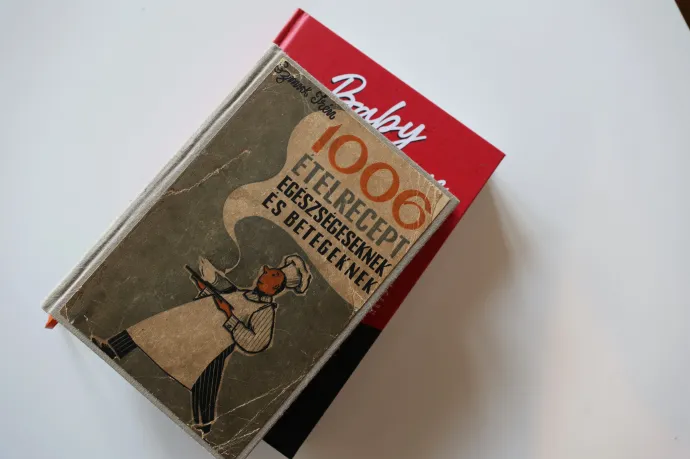 1006
ÉTELRECEPT
EGÉSZSÉGESEKNEK
ÉS BETEGEKNEK
Baby